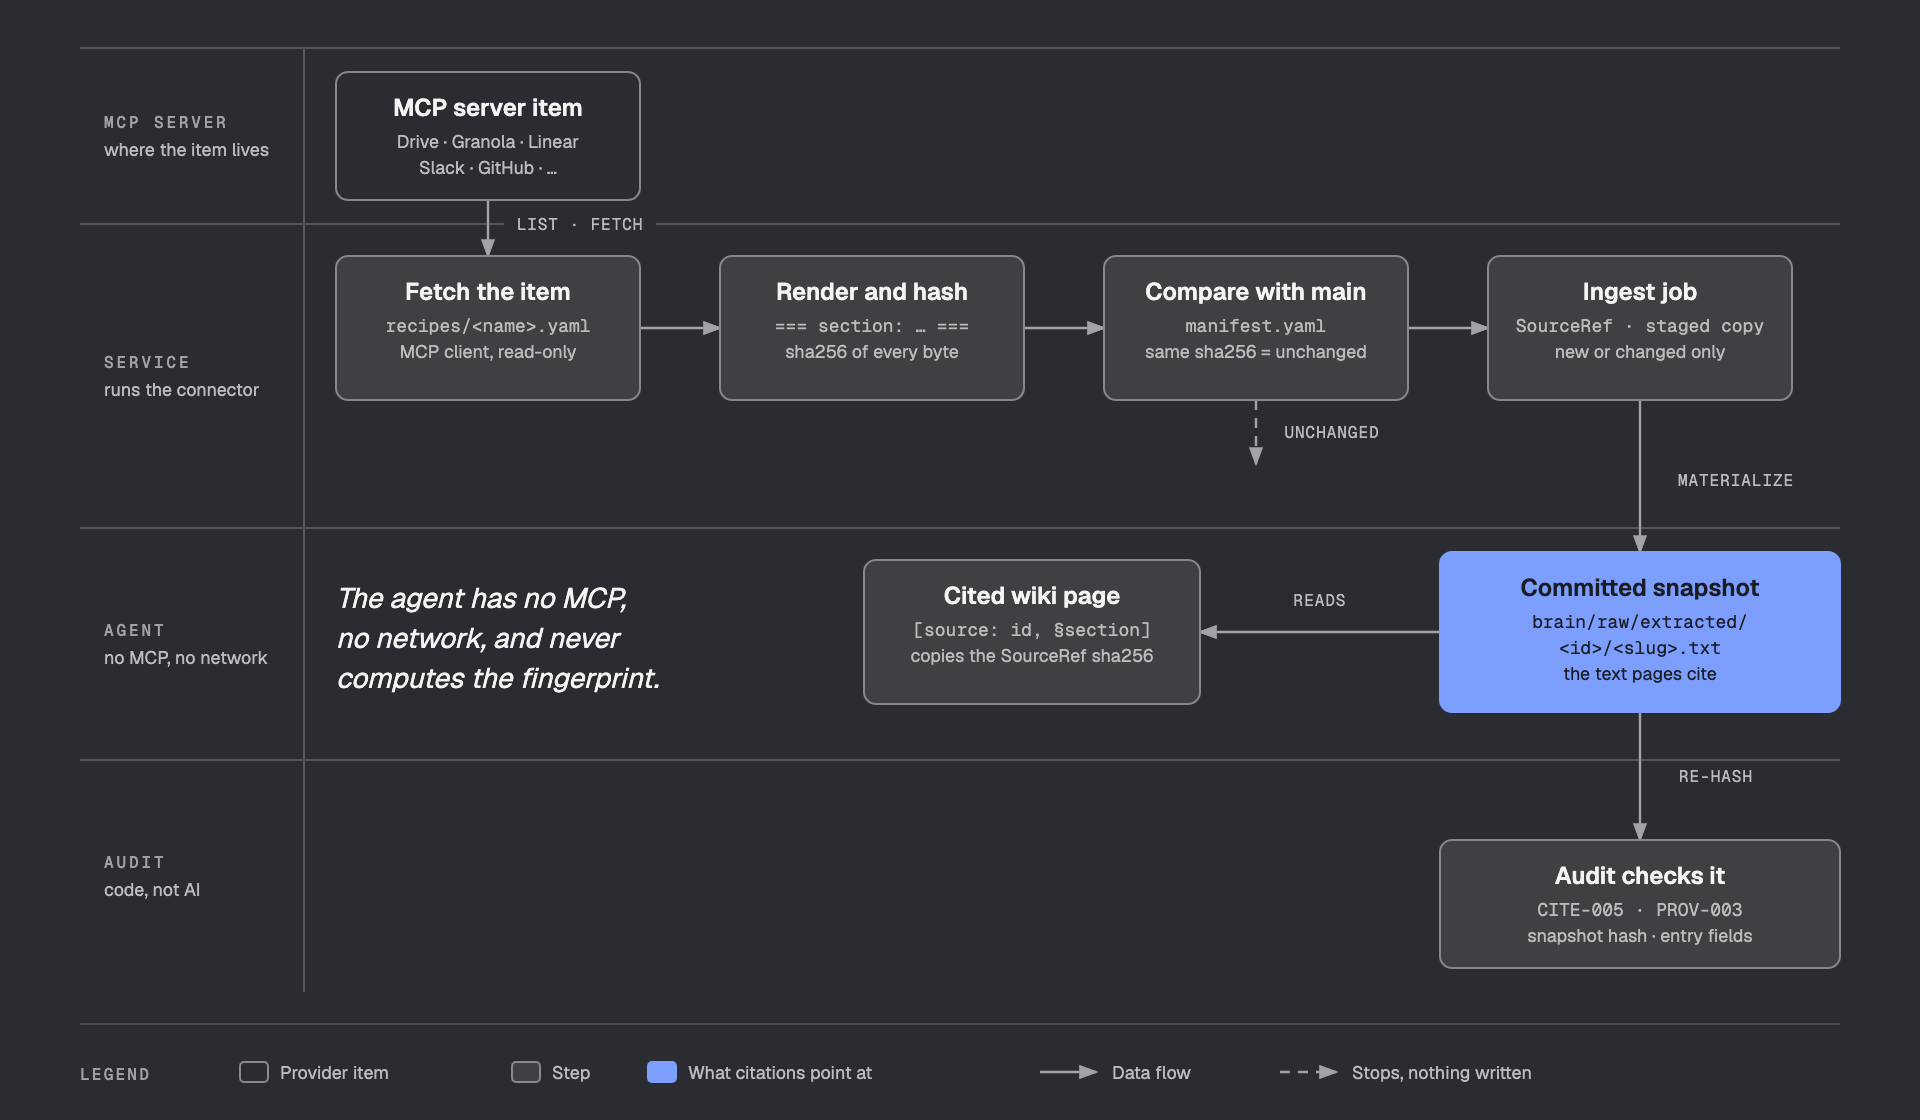 MCP SERVER
where the item lives
MCP server item
Drive · Granola · Linear
Slack · GitHub · …
LIST · FETCH
SERVICE
runs the connector
Fetch the item
recipes/<name>.yaml
MCP client, read-only
Render and hash
=== section: … ===
sha256 of every byte
Compare with main
manifest.yaml
same sha256 = unchanged
Ingest job
SourceRef · staged copy
new or changed only
UNCHANGED
MATERIALIZE
AGENT
no MCP, no network
The agent has no MCP,
no network, and never
computes the fingerprint.
Cited wiki page
[source: id, §section]
copies the SourceRef sha256
READS
Committed snapshot
brain/raw/extracted/
<id>/<slug>.txt
the text pages cite
RE-HASH
AUDIT
code, not AI
Audit checks it
CITE-005 · PROV-003
snapshot hash · entry fields
LEGEND
Provider item
Step
What citations point at
Data flow
Stops, nothing written